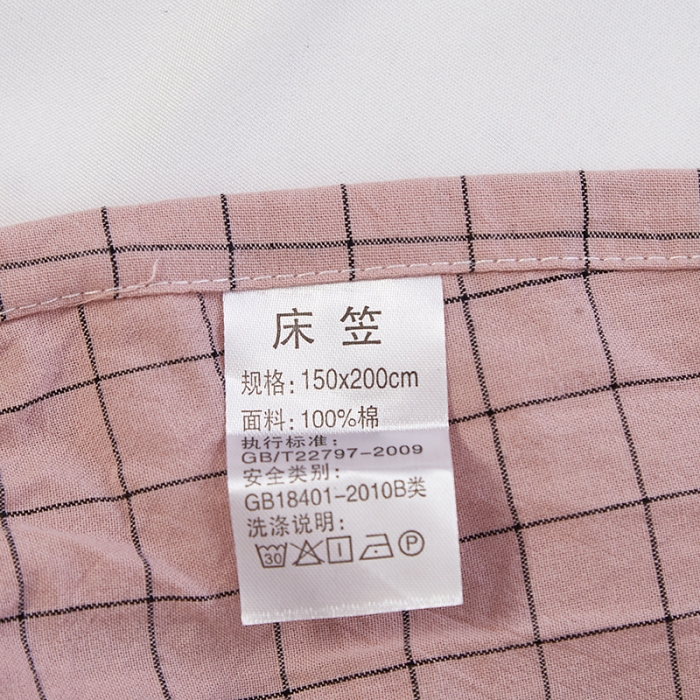 床笠
规格:150x200cm
面料:100%棉
执行标准:
GB/T22797-2009
安全类别:
GB18401-2010B类
洗涤说明:
30 P